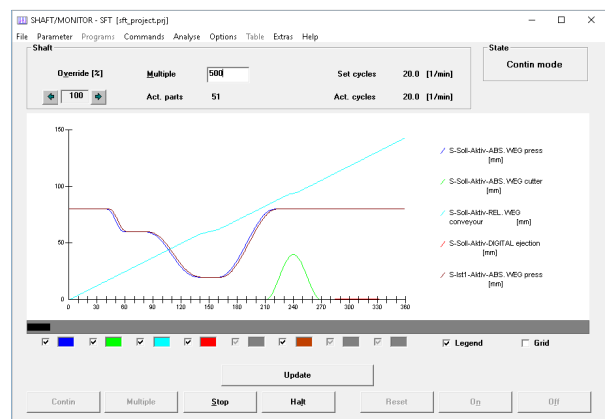 SHAFT/MONITOR - SFT [sft_project.prj]
File Parameter Programs Commands Analyse Options Table Extras Help
Shaft
State
Override [%]
Multiple
500
Set cycles
20.0 [1/min]
Contin mode
100
Act. parts
51
Act. cycles
20.0 [1/min]
150
100
50
0
0 30 60 90 120 150 180 210 240 270 300 330 360
S-Soll-Aktiv-ABS. WEG press
[mm]
S-Soll-Aktiv-ABS. WEG cutter
[mm]
S-Soll-Aktiv-REL. WEG
conveyour [mm]
S-Soll-Aktiv-DIGITAL ejection
[mm]
S-Ist1-Aktiv-ABS. WEG press
[mm]
Legend
Grid
Update
Contin
Multiple
Stop
Halt
Reset
On
Off